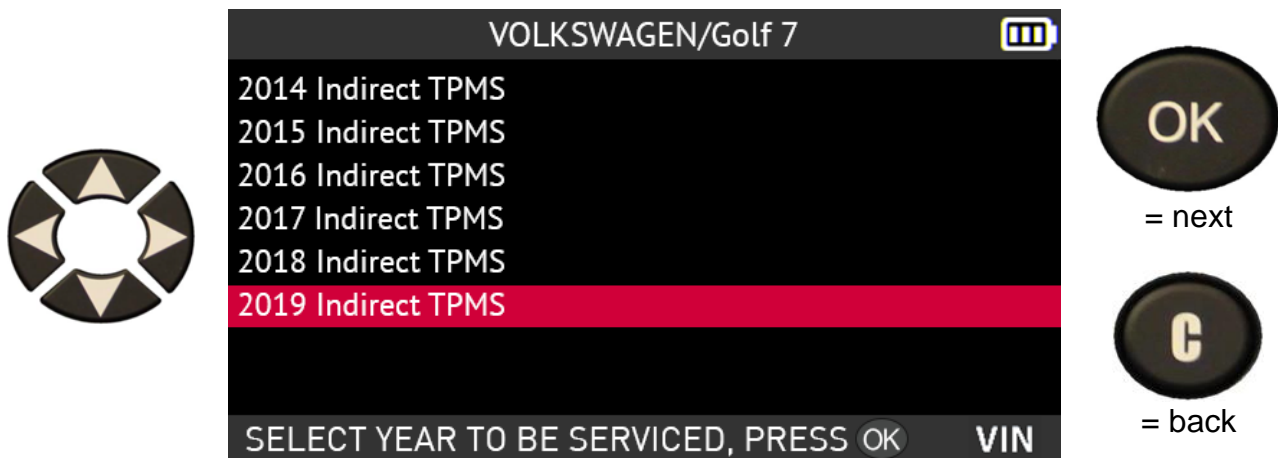 VOLKSWAGEN/Golf 7
2014 Indirect TPMS
2015 Indirect TPMS
2016 Indirect TPMS
2017 Indirect TPMS
2018 Indirect TPMS
2019 Indirect TPMS
SELECT YEAR TO BE SERVICED, PRESS OK VIN
OK
= next
C
= back